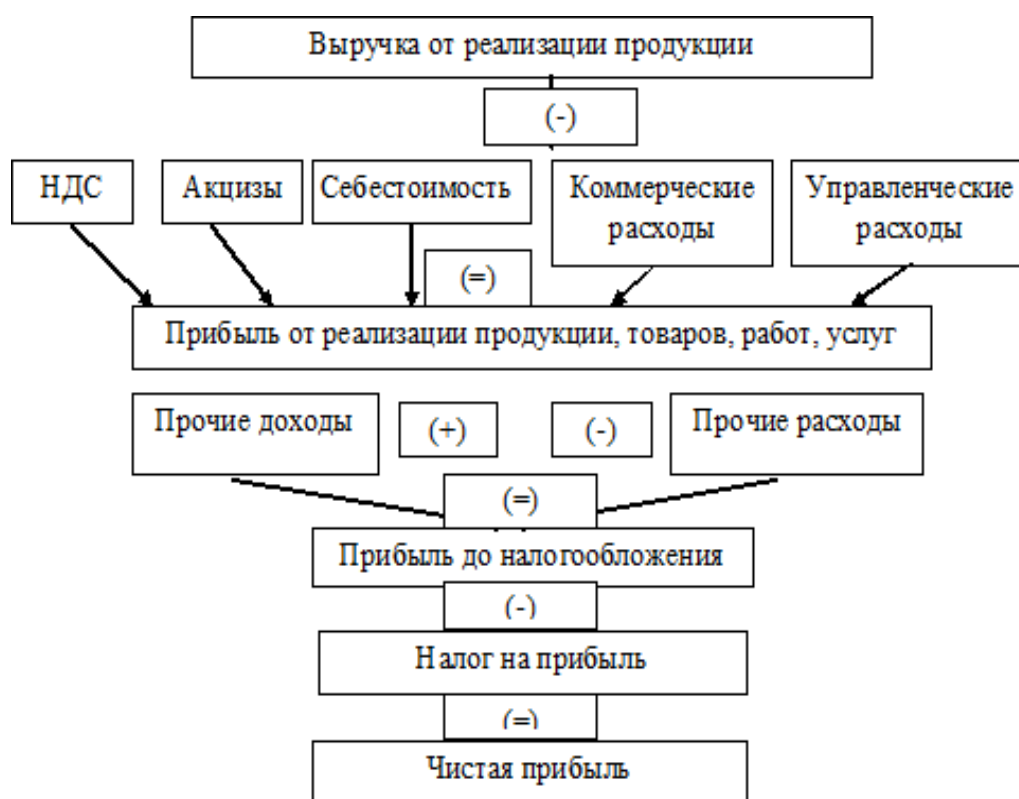 Выручка от реализации продукции
(-)
НДС
Акцизы
Себестоимость
Коммерческие
расходы
Управленческие
расходы
(=)
Прибыль от реализации продукции, товаров, работ, услуг
Прочие доходы
(+)
(-)
Прочие расходы
(=)
Прибыль до налогообложения
(-)
Налог на прибыль
(=)
Чистая прибыль